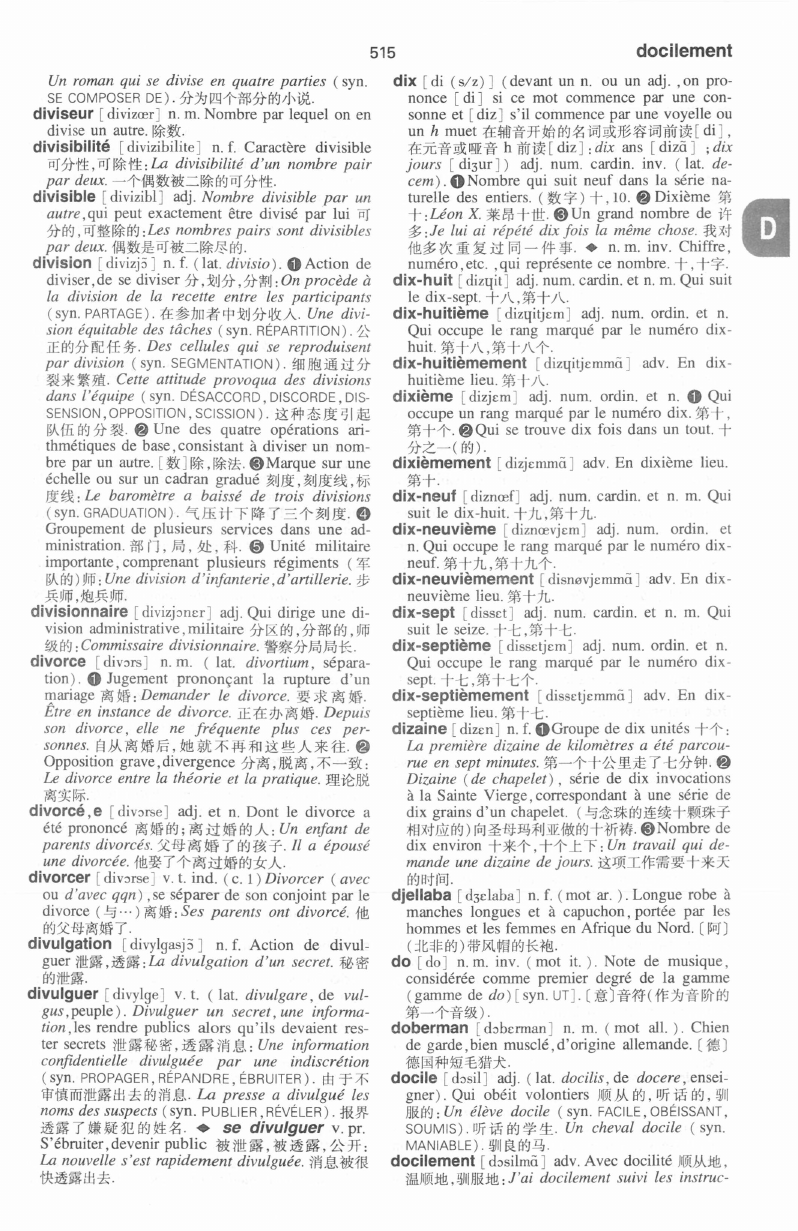 515
docilement
Un roman qui se divise en quatre parties (syn.
SE COMPOSER DE). 分为四个部分的小说.
diviseur [divizœr] n. m. Nombre par lequel on en
divise un autre. 除数.
divisibilité [divizibilite] n. f. Caractère divisible
可分性,可除性:La divisibilité d'un nombre pair
par deux. 一个偶数被二除的可分性.
divisible [divizibl] adj. Nombre divisible par un
autre,qui peut exactement être divisé par lui 可
分的,可整除的:Les nombres pairs sont divisibles
par deux. 偶数是可被二除尽的.
division [divizjɔ̃] n. f. (lat. divisio). ❶ Action de
diviser,de se diviser 分,划分,分割:On procède à
la division de la recette entre les participants
(syn. PARTAGE). 在参加者中划分收入. Une divi-
sion équitable des tâches (syn. RÉPARTITION). 公
正的分配任务. Des cellules qui se reproduisent
par division (syn. SEGMENTATION). 细胞通过分
裂来繁殖. Cette attitude provoqua des divisions
dans l'équipe (syn. DÉSACCORD, DISCORDE, DIS-
SENSION, OPPOSITION, SCISSION). 这种态度引起
队伍的分裂. ❷ Une des quatre opérations ari-
thmétiques de base,consistant à diviser un nom-
bre par un autre. [数]除,除法. ❸Marque sur une
échelle ou sur un cadran gradué 刻度,刻度线,标
度线:Le baromètre a baissé de trois divisions
(syn. GRADUATION). 气压计下降了三个刻度. ❹
Groupement de plusieurs services dans une ad-
ministration. 部门,局,处,科. ❺ Unité militaire
importante,comprenant plusieurs régiments (军
队的)师:Une division d'infanterie,d'artillerie. 步
兵师,炮兵师.
divisionnaire [divizjɔner] adj. Qui dirige une di-
vision administrative,militaire 分区的,分部的,师
级的:Commissaire divisionnaire. 警察分局局长.
divorce [divɔrs] n. m. ( lat. divortium, sépara-
tion). ❶ Jugement prononçant la rupture d'un
mariage 离婚:Demander le divorce. 要求离婚.
Être en instance de divorce. 正在办离婚. Depuis
son divorce, elle ne fréquente plus ces per-
sonnes. 自从离婚后,她就不再和这些人来往. ❷
Opposition grave,divergence 分离,脱离,不一致:
Le divorce entre la théorie et la pratique. 理论脱
离实际.
divorcé,e [divɔrse] adj. et n. Dont le divorce a
été prononcé 离婚的;离过婚的人:Un enfant de
parents divorcés. 父母离婚了的孩子. Il a épousé
une divorcée. 他娶了个离过婚的女人.
divorcer [divɔrse] v. t. ind. (c. 1) Divorcer (avec
ou d'avec qqn),se séparer de son conjoint par le
divorce (与…)离婚:Ses parents ont divorcé. 他
的父母离婚了.
divulgation [divylgasjɔ̃] n. f. Action de divul-
guer 泄露,透露:La divulgation d'un secret. 秘密
的泄露.
divulguer [divylge] v. t. ( lat. divulgare, de vul-
gus,peuple). Divulguer un secret,une informa-
tion,les rendre publics alors qu'ils devaient res-
ter secrets 泄露秘密,透露消息:Une information
confidentielle divulguée par une indiscrétion
(syn. PROPAGER, RÉPANDRE, ÉBRUITER). 由于不
审慎而泄露出去的消息. La presse a divulgué les
noms des suspects (syn. PUBLIER, RÉVÉLER). 报界
透露了嫌疑犯的姓名. ◆ se divulguer v. pr.
S'ébruiter,devenir public 被泄露,被透露,公开:
La nouvelle s'est rapidement divulguée. 消息被很
快透露出去.
dix [di (s/z)] (devant un n. ou un adj. ,on pro-
nonce [di] si ce mot commence par une con-
sonne et [diz] s'il commence par une voyelle ou
un h muet 在辅音开始的名词或形容词前读[di],
在元音或哑音 h 前读[diz]:dix ans [dizɑ̃] ;dix
jours [diʒur]) adj. num. cardin. inv. (lat. de-
cem). ❶Nombre qui suit neuf dans la série na-
turelle des entiers. (数字)十,10. ❷ Dixième 第
十:Léon X. 莱昂十世. ❸ Un grand nombre de 许
多:Je lui ai répété dix fois la même chose. 我对
他多次重复过同一件事. ◆ n. m. inv. Chiffre,
numéro,etc. ,qui représente ce nombre. 十,十字.
D
dix-huit [dizɥit] adj. num. cardin. et n. m. Qui suit
le dix-sept. 十八,第十八.
dix-huitième [dizɥitjɛm] adj. num. ordin. et n.
Qui occupe le rang marqué par le numéro dix-
huit. 第十八,第十八个.
dix-huitièmement [dizɥitjɛmmɑ̃] adv. En dix-
huitième lieu. 第十八.
dixième [dizjɛm] adj. num. ordin. et n. ❶ Qui
occupe un rang marqué par le numéro dix. 第十,
第十个. ❷Qui se trouve dix fois dans un tout. 十
分之一(的).
dixièmement [dizjɛmmɑ̃] adv. En dixième lieu.
第十.
dix-neuf [diznœf] adj. num. cardin. et n. m. Qui
suit le dix-huit. 十九,第十九.
dix-neuvième [diznœvjɛm] adj. num. ordin. et
n. Qui occupe le rang marqué par le numéro dix-
neuf. 第十九,第十九个.
dix-neuvièmement [disnøvjɛmmɑ̃] adv. En dix-
neuvième lieu. 第十九.
dix-sept [dissɛt] adj. num. cardin. et n. m. Qui
suit le seize. 十七,第十七.
dix-septième [dissɛtjɛm] adj. num. ordin. et n.
Qui occupe le rang marqué par le numéro dix-
sept. 十七,第十七个.
dix-septièmement [dissɛtjemmɑ̃] adv. En dix-
septième lieu. 第十七.
dizaine [dizɛn] n. f. ❶Groupe de dix unités 十个:
La première dizaine de kilomètres a été parcou-
rue en sept minutes. 第一个十公里走了七分钟. ❷
Dizaine (de chapelet), série de dix invocations
à la Sainte Vierge,correspondant à une série de
dix grains d'un chapelet. (与念珠的连续十颗珠子
相对应的)向圣母玛利亚做的十祈祷. ❸Nombre de
dix environ 十来个,十个上下:Un travail qui de-
mande une dizaine de jours. 这项工作需要十来天
的时间.
djellaba [dʒɛlaba] n. f. (mot ar. ). Longue robe à
manches longues et à capuchon,portée par les
hommes et les femmes en Afrique du Nord. 〔阿〕
(北非的)带风帽的长袍.
do [do] n. m. inv. (mot it. ). Note de musique,
considérée comme premier degré de la gamme
(gamme de do)[syn. UT]. 〔意〕音符(作为音阶的
第一个音级).
doberman [dɔbɛrman] n. m. (mot all. ). Chien
de garde,bien musclé,d'origine allemande. 〔德〕
德国种短毛猎犬.
docile [dɔsil] adj. (lat. docilis, de docere, ensei-
gner). Qui obéit volontiers 顺从的,听话的,驯
服的:Un élève docile (syn. FACILE, OBÉISSANT,
SOUMIS). 听话的学生. Un cheval docile (syn.
MANIABLE). 驯良的马.
docilement [dɔsilmɑ̃] adv. Avec docilité 顺从地,
温顺地,驯服地:J'ai docilement suivi les instruc-